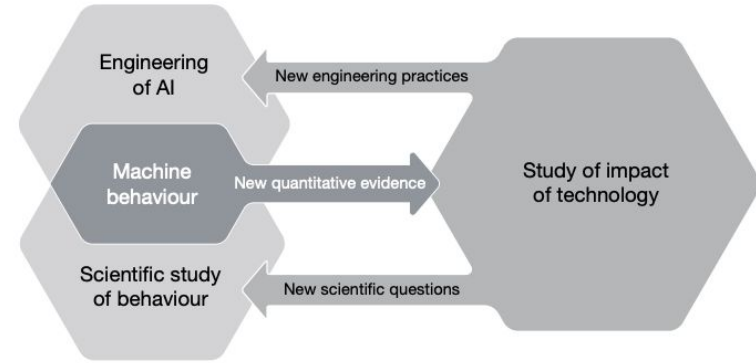 Engineering
of AI
New engineering practices
Machine
behaviour
New quantitative evidence
Study of impact
of technology
Scientific study
of behaviour
New scientific questions